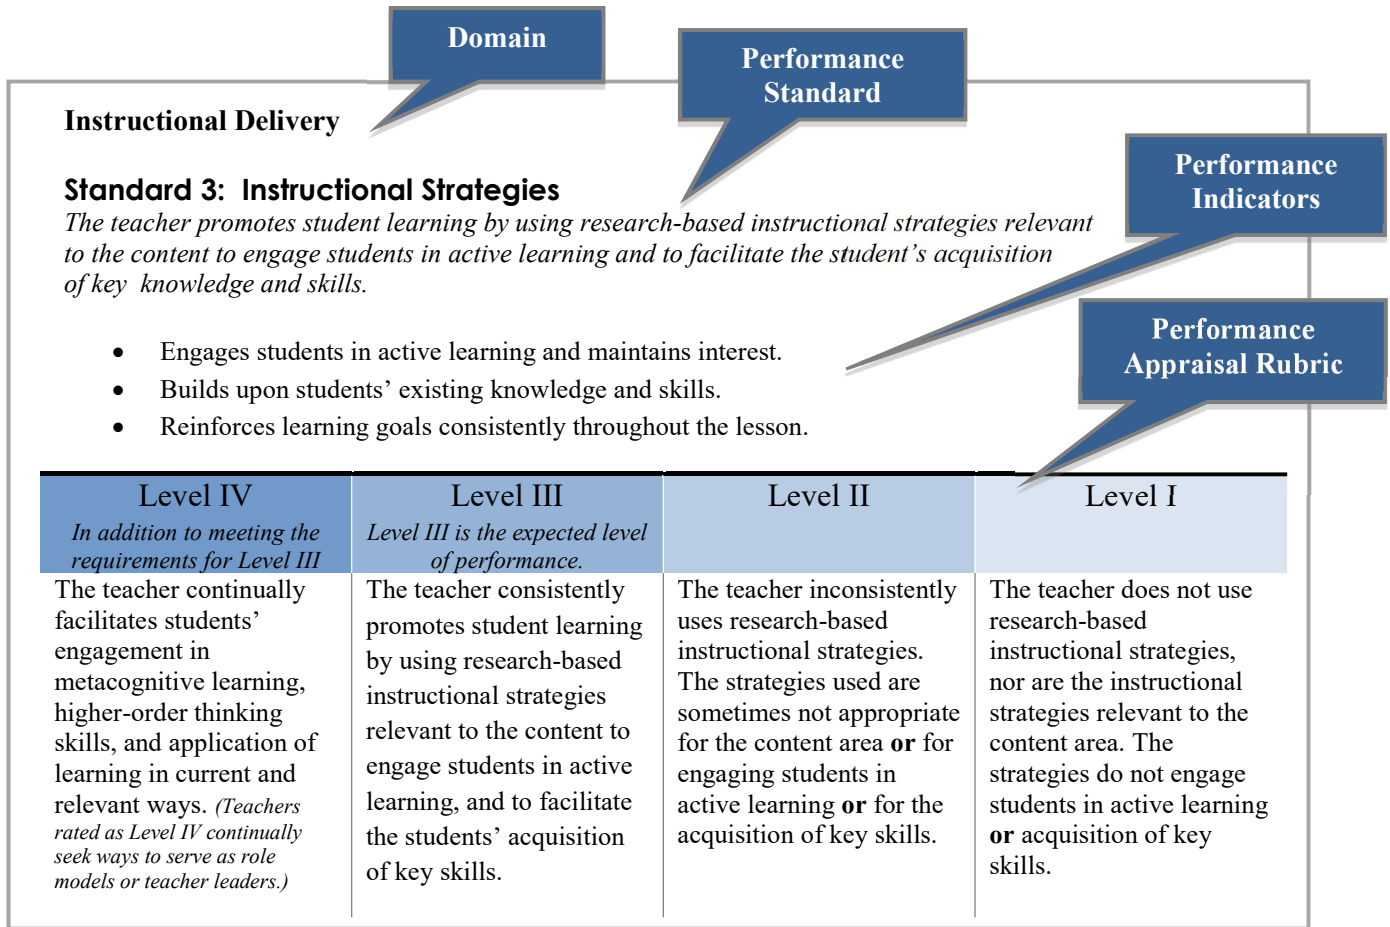 Domain
Performance
Standard
Instructional Delivery
Performance
Indicators
Standard 3:  Instructional Strategies
The teacher promotes student learning by using research-based instructional strategies relevant
to the content to engage students in active learning and to facilitate the student’s acquisition
of key  knowledge and skills.
Performance
Appraisal Rubric
• Engages students in active learning and maintains interest.
• Builds upon students’ existing knowledge and skills.
• Reinforces learning goals consistently throughout the lesson.
Level IV
In addition to meeting the
requirements for Level III
Level III
Level III is the expected level
of performance.
Level II
Level I
The teacher continually
facilitates students’
engagement in
metacognitive learning,
higher-order thinking
skills, and application of
learning in current and
relevant ways. (Teachers
rated as Level IV continually
seek ways to serve as role
models or teacher leaders.)
The teacher consistently
promotes student learning
by using research-based
instructional strategies
relevant to the content to
engage students in active
learning, and to facilitate
the students’ acquisition
of key skills.
The teacher inconsistently
uses research-based
instructional strategies.
The strategies used are
sometimes not appropriate
for the content area or for
engaging students in
active learning or for the
acquisition of key skills.
The teacher does not use
research-based
instructional strategies,
nor are the instructional
strategies relevant to the
content area. The
strategies do not engage
students in active learning
or acquisition of key
skills.